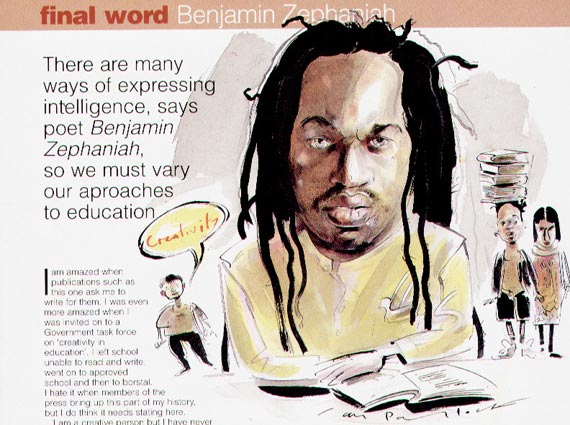 final word Benjamin Zephaniah
There are many
ways of expressing
intelligence, says
poet Benjamin
Zephaniah,
so we must vary
our aproaches
to education
Creativity
I am amazed when
publications such as
this one ask me to
write for them. I was even
more amazed when I
was invited on to a
Government task force
on 'creativity in
education'. I left school
unable to read and write,
went on to approved
school and then to borstal.
I hate it when members of the
press bring up this part of my history,
but I do think it needs stating here.
I am a creative person but I have never